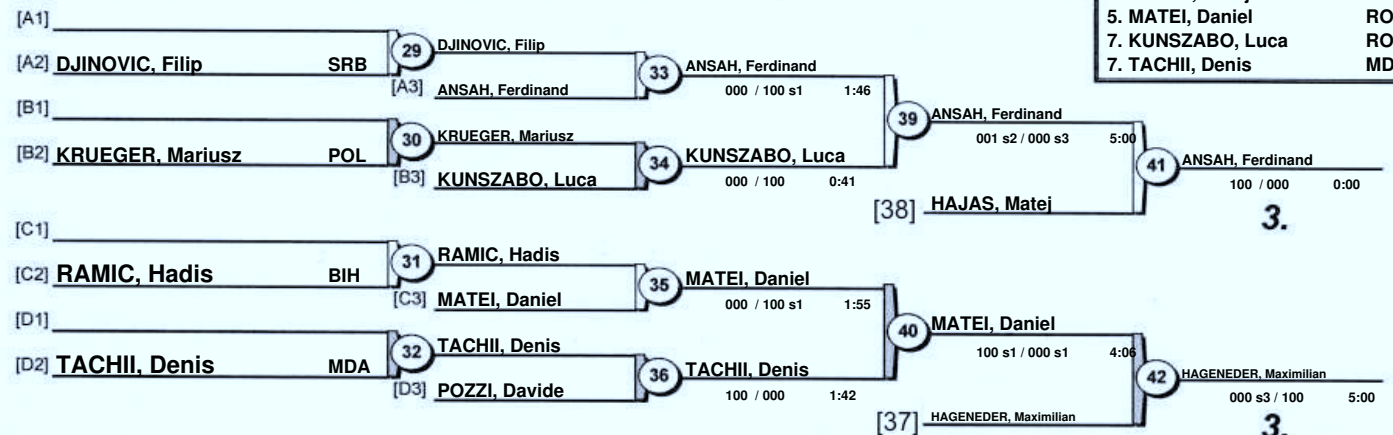 5. MATEI, Daniel RO
7. KUNSZABO, Luca RO
7. TACHII, Denis MD
[A1]
[A2] DJINOVIC, Filip SRB
29 DJINOVIC, Filip
[A3] ANSAH, Ferdinand
33 ANSAH, Ferdinand
000 / 100 s1 1:46
[B1]
[B2] KRUEGER, Mariusz POL
30 KRUEGER, Mariusz
[B3] KUNSZABO, Luca
34 KUNSZABO, Luca
000 / 100 0:41
39 ANSAH, Ferdinand
001 s2 / 000 s3 5:00
[38] HAJAS, Matej
41 ANSAH, Ferdinand
100 / 000 0:00
3.
[C1]
[C2] RAMIC, Hadis BIH
31 RAMIC, Hadis
[C3] MATEI, Daniel
35 MATEI, Daniel
000 / 100 s1 1:55
[D1]
[D2] TACHII, Denis MDA
32 TACHII, Denis
[D3] POZZI, Davide
36 TACHII, Denis
100 / 000 1:42
40 MATEI, Daniel
100 s1 / 000 s1 4:06
[37] HAGENEDER, Maximilian
42 HAGENEDER, Maximilian
000 s3 / 100 5:00
3.